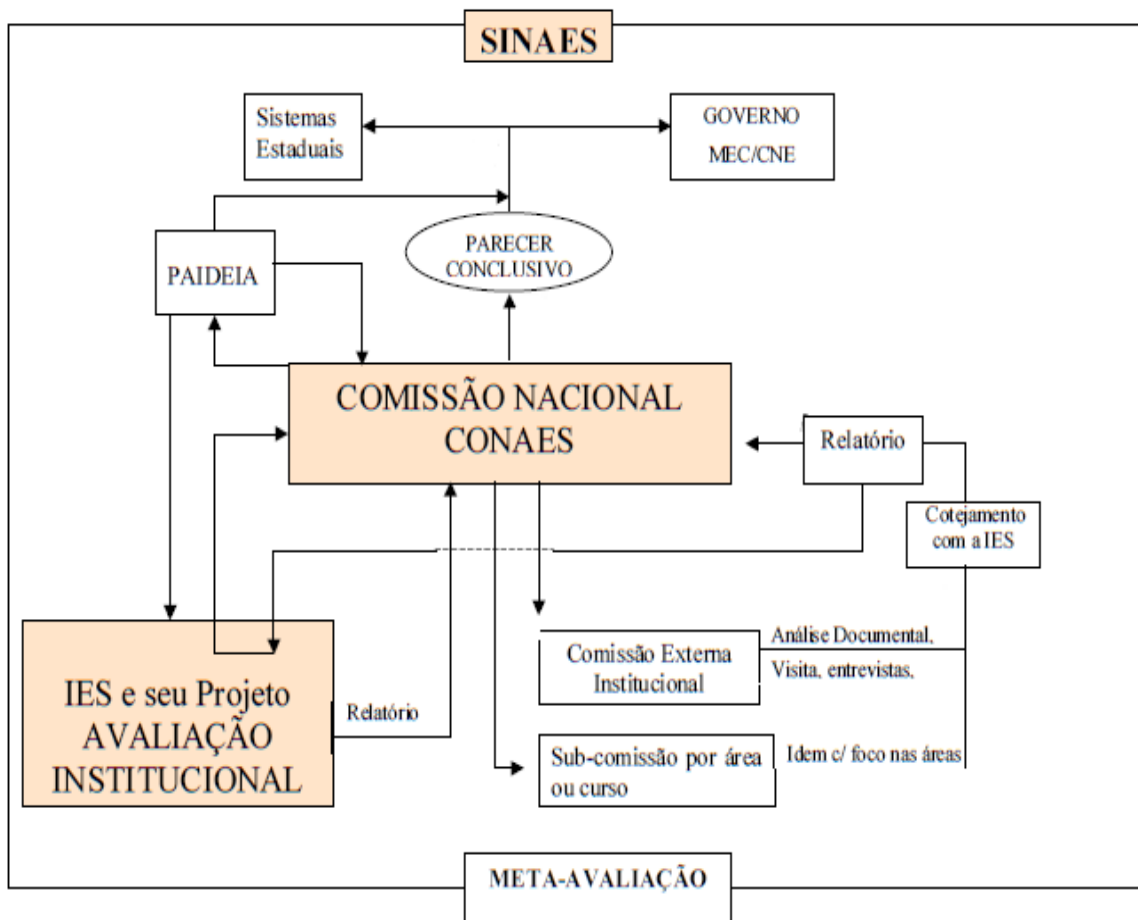 SINAES
Sistemas
Estaduais
GOVERNO
MEC/CNE
PAIDEIA
PARECER
CONCLUSIVO
COMISSÃO NACIONAL
CONAES
Relatório
Cotejamento
com a IES
Comissão Externa
Institucional
Análise Documental,
Visita, entrevistas,
IES e seu Projeto
AVALIAÇÃO
INSTITUCIONAL
Relatório
Sub-comissão por área
ou curso
Idem c/ foco nas áreas
META-AVALIAÇÃO